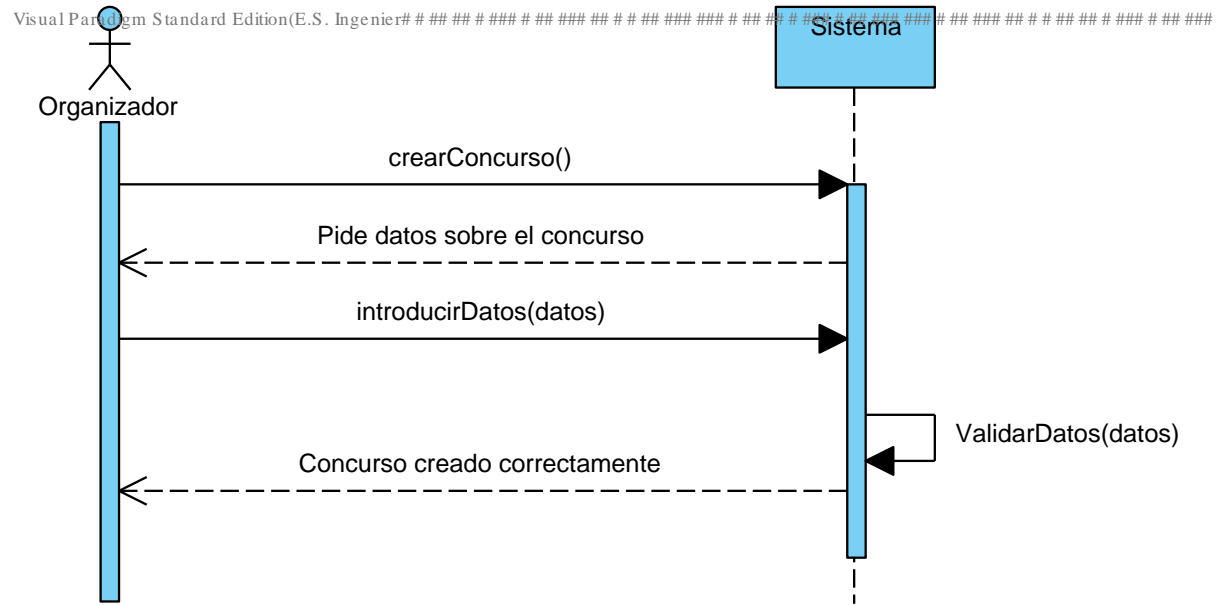 Visual Paradigm Standard Edition(E.S. Ingenier# # ## ## # ### # ## ### ## # # ## ### ### # ## ## # ### # ## ### ### # ## ### ## # # ## ## # ### # ## ###
Sistema
Organizador
crearConcurso()
Pide datos sobre el concurso
introducirDatos(datos)
ValidarDatos(datos)
Concurso creado correctamente